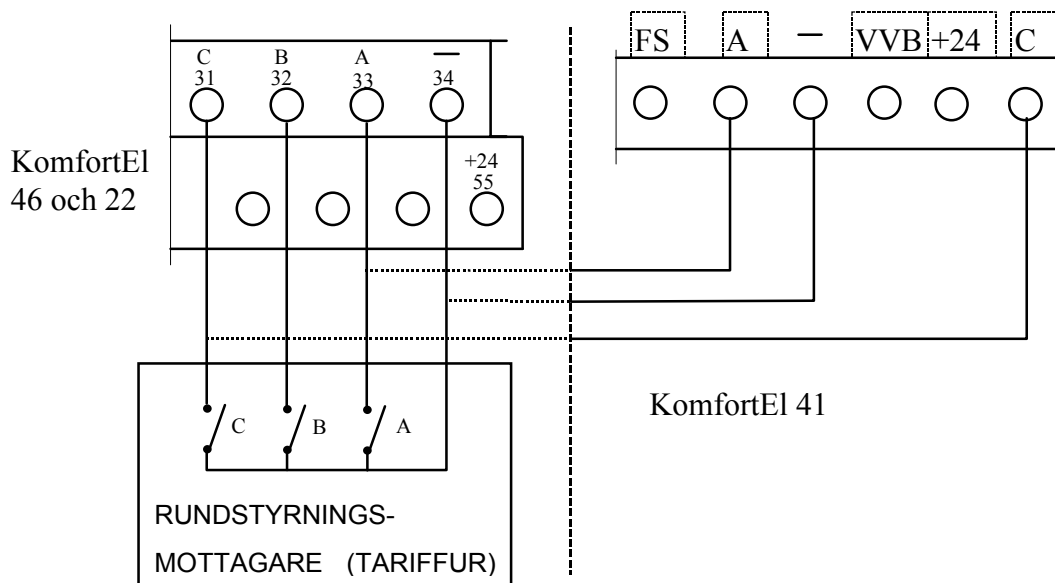 C B A —
31 32 33 34
KomfortEl
46 och 22
+24
55
C B A
RUNDSTYRNINGS-
MOTTAGARE (TARIFFUR)
FS A — VVB +24 C
KomfortEl 41